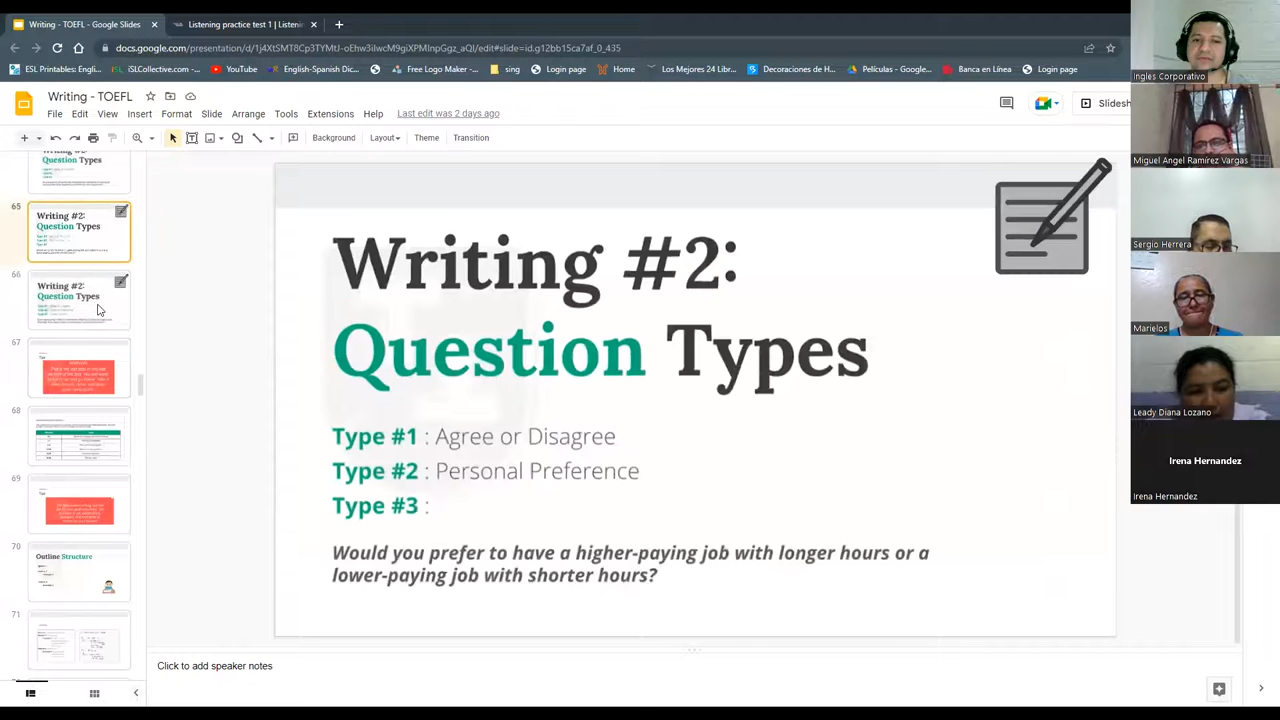 Writing - TOEFL - Google Slides
Listening practice test 1 | Listenin
docs.google.com/presentation/d/1j4XtSMT8Cp3TYMtJ-oEhw3iIwcM9giXPMInpGgz_aQI/edit#slide=id.g12bb15ca7af_0_435
ESL Printables: Engli...
iSLCollective.com -...
YouTube
English-Spanish Dic...
Free Logo Maker -...
Login page
Home
Los Mejores 24 Libr...
Decoraciones de H...
Películas - Google...
Banca en Línea
Login page
Writing - TOEFL
File Edit View Insert Format Slide Arrange Tools Extensions Help Last edit was 2 days ago
Slidesh
Background Layout Theme Transition
Question Types
65
Writing #2:
Question Types
66
Writing #2:
Question Types
67
68
69
70
Outline Structure
71
Writing #2:
Question Types
Type #1 : Agree or Disagree
Type #2 : Personal Preference
Type #3 :
Would you prefer to have a higher-paying job with longer hours or a
lower-paying job with shorter hours?
Click to add speaker notes
Ingles Corporativo
Miguel Angel Ramírez Vargas
Sergio Herrera
Marielos
Leady Diana Lozano
Irena Hernandez
Irena Hernandez